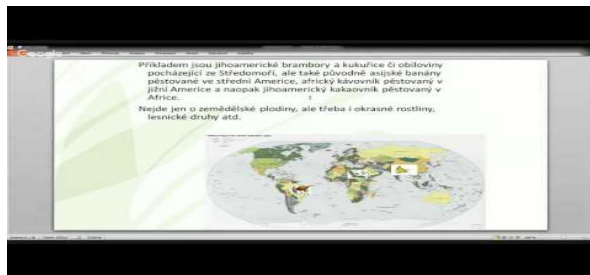 Příkladem jsou jihoamerické brambory a kukuřice či obiloviny
pocházející ze Středomoří, ale také původně asijské banány
pěstované ve střední Americe, africký kávovník pěstovaný v
jižní Americe a naopak jihoamerický kakaovník pěstovaný v
Africe.
Nejde jen o zemědělské plodiny, ale třeba i okrasné rostliny,
lesnické druhy atd.